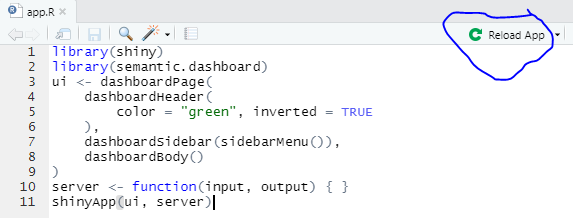 app.R
Reload App
1 library(shiny)
2 library(semantic.dashboard)
3 ui <- dashboardPage(
4     dashboardHeader(
5         color = "green", inverted = TRUE
6     ),
7     dashboardSidebar(sidebarMenu()),
8     dashboardBody()
9 )
10 server <- function(input, output) { }
11 shinyApp(ui, server)